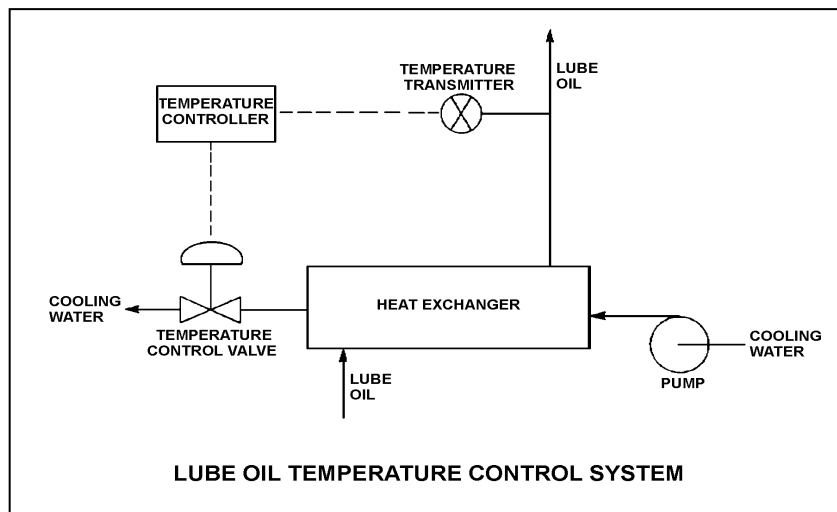 TEMPERATURE
TRANSMITTER
LUBE
OIL
TEMPERATURE
CONTROLLER
HEAT EXCHANGER
COOLING
WATER
TEMPERATURE
CONTROL VALVE
COOLING
WATER
PUMP
LUBE
OIL
LUBE OIL TEMPERATURE CONTROL SYSTEM